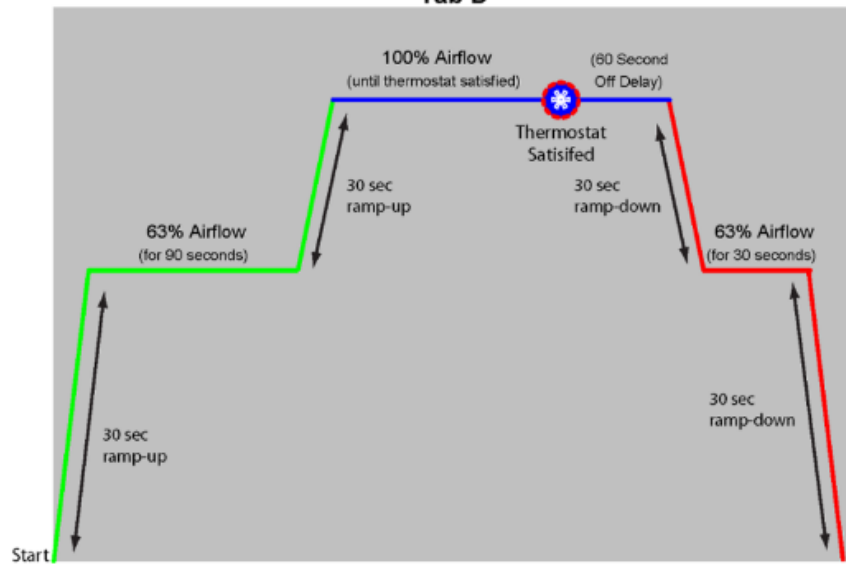 100% Airflow
(until thermostat satisfied)
(60 Second
Off Delay)
Thermostat
Satisifed
30 sec
ramp-up
30 sec
ramp-down
63% Airflow
(for 90 seconds)
63% Airflow
(for 30 seconds)
30 sec
ramp-down
30 sec
ramp-up
Start